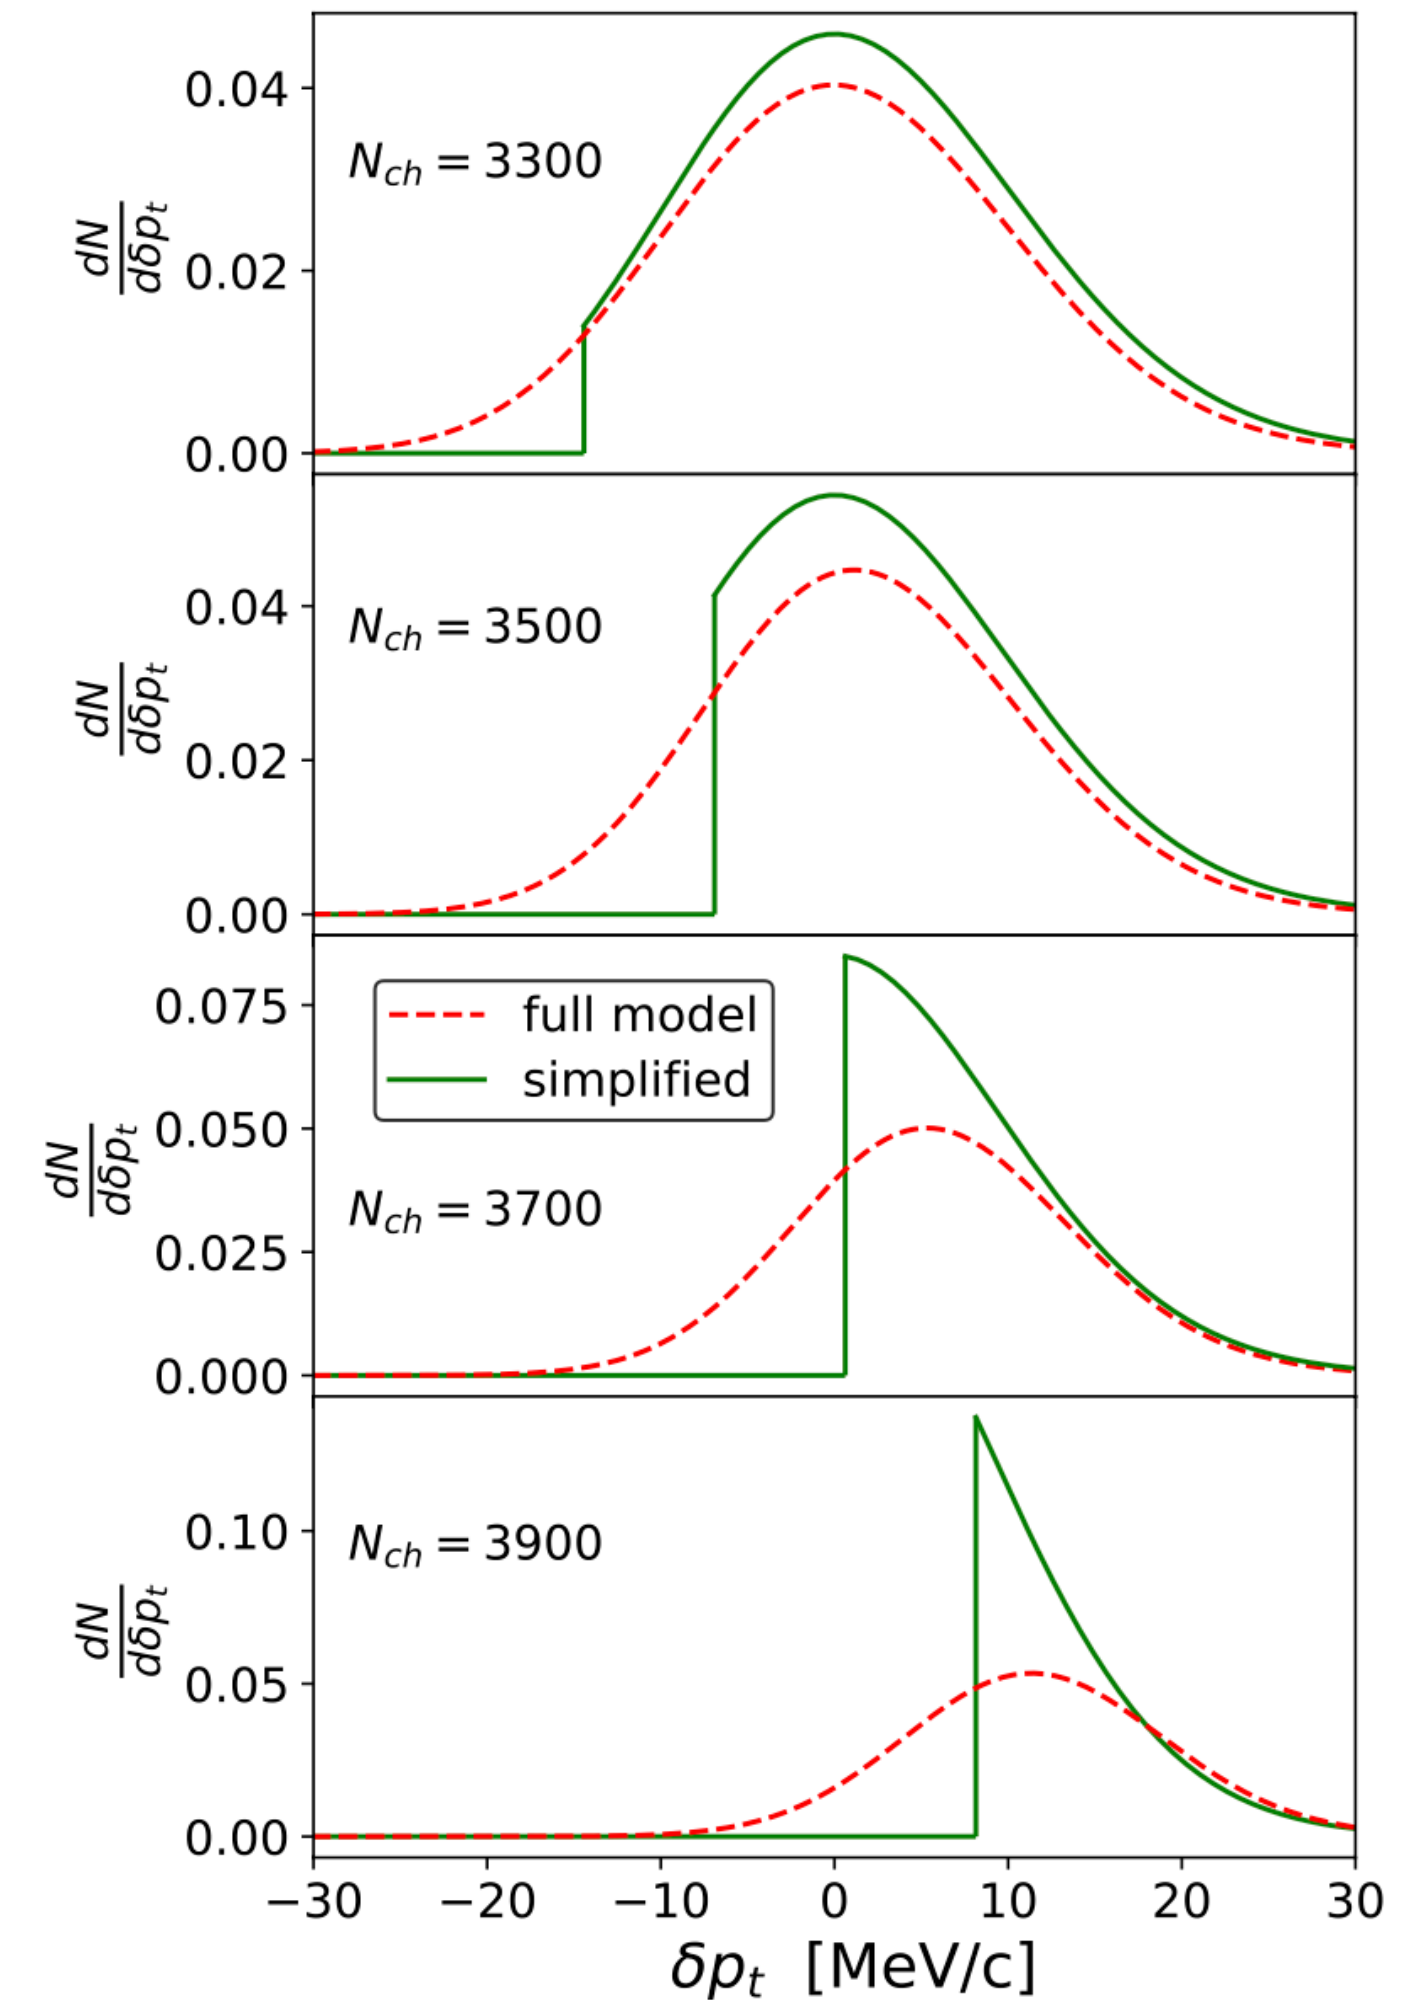 0.04
N_ch = 3300
dN/dδp_t
0.02
0.00
0.04
N_ch = 3500
dN/dδp_t
0.02
0.00
0.075
full model
simplified
0.050
dN/dδp_t
N_ch = 3700
0.025
0.000
0.10
N_ch = 3900
dN/dδp_t
0.05
0.00
−30 −20 −10 0 10 20 30
δp_t [MeV/c]